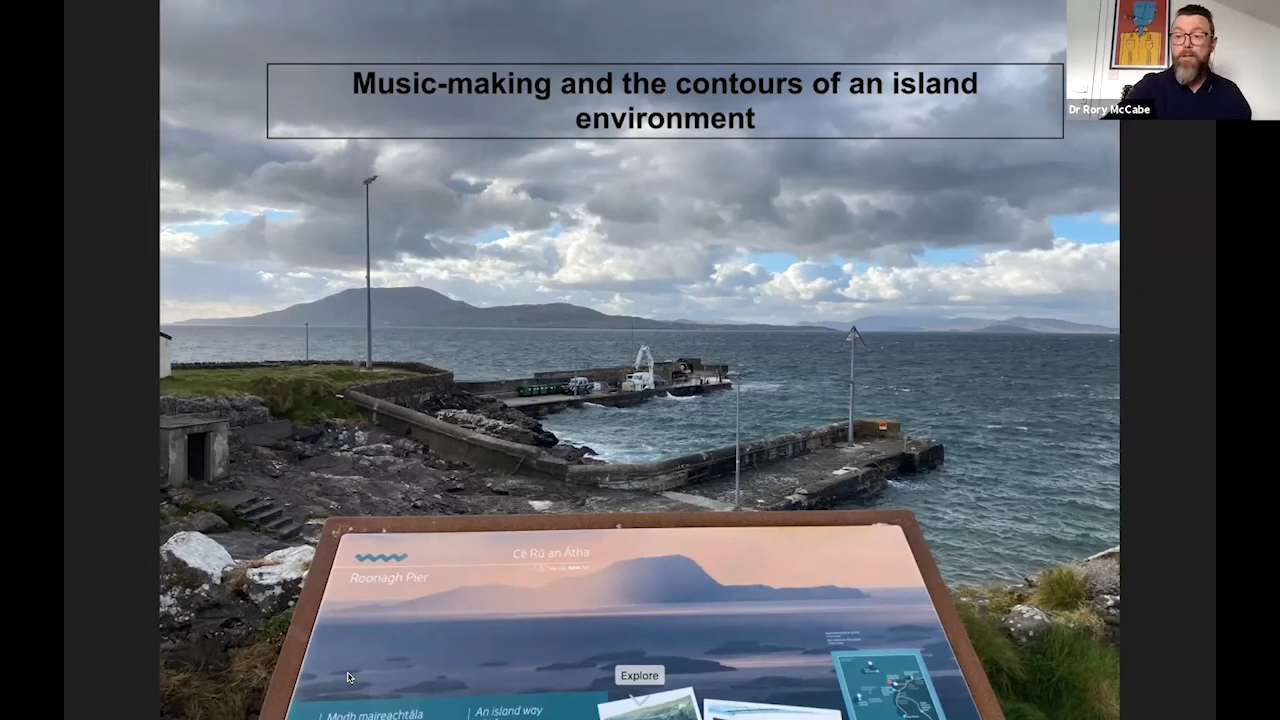 Music-making and the contours of an island
environment
Dr Rory McCabe
Cé Rú an Átha
Roonagh Pier
Explore
Modh maireachtála
An island way